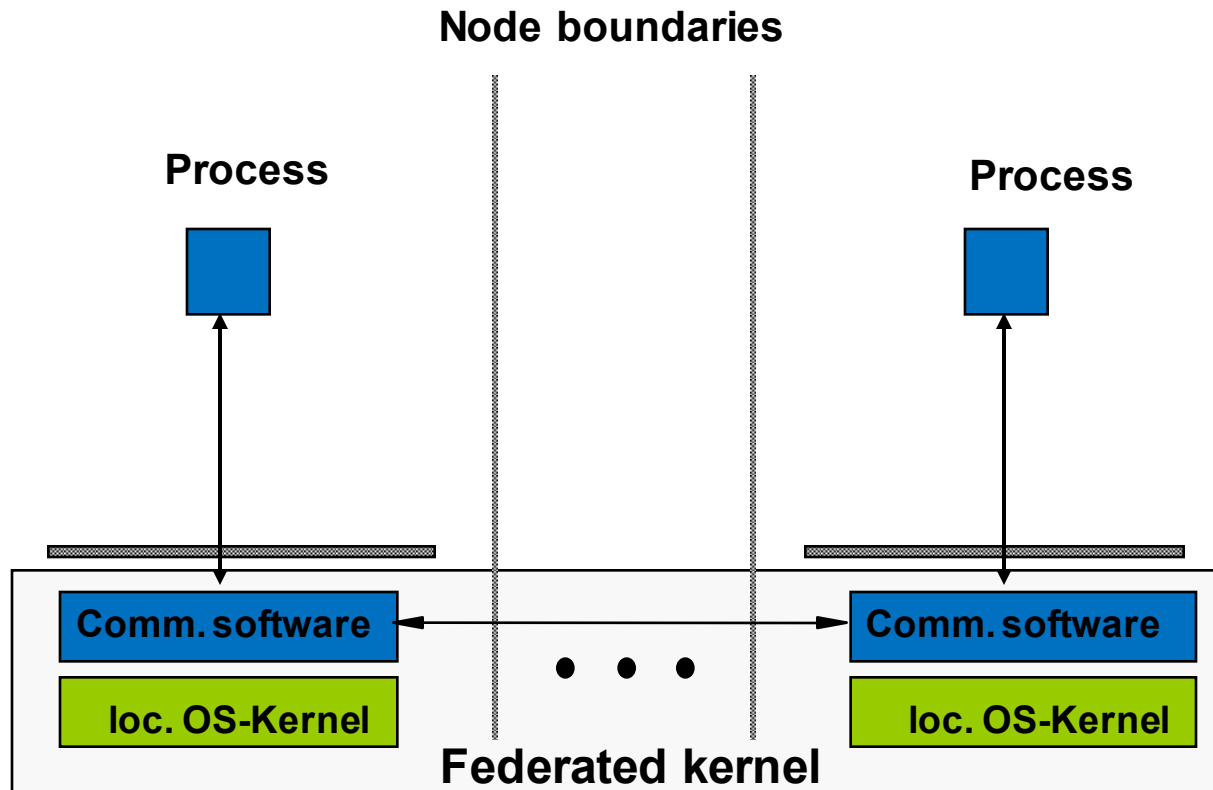 Node boundaries
Process
Process
Comm. software
Comm. software
loc. OS-Kernel
loc. OS-Kernel
Federated kernel